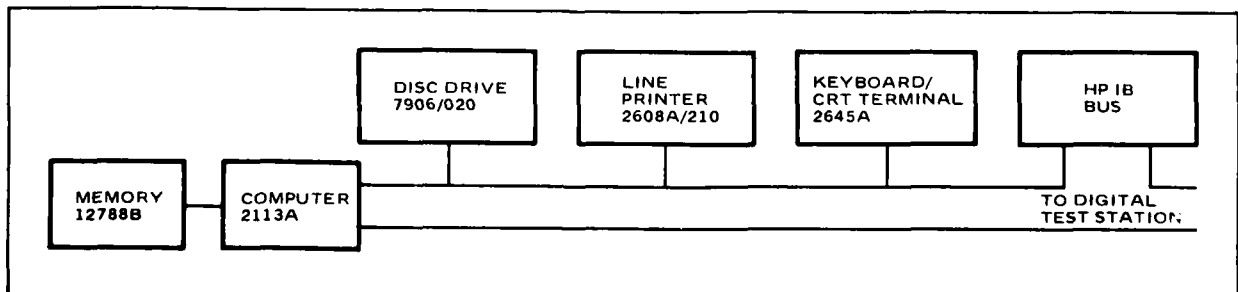 DISC DRIVE
7906/020
LINE
PRINTER
2608A/210
KEYBOARD/
CRT TERMINAL
2645A
HP IB
BUS
MEMORY
12788B
COMPUTER
2113A
TO DIGITAL
TEST STATION